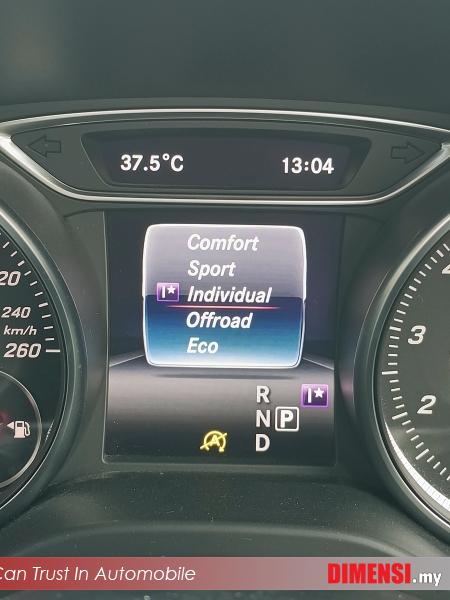 37.5°C 13:04
Comfort
Sport
Individual
Offroad
Eco
20
240
km/h
260
4
3
2
R
N P
D
A
Can Trust In Automobile
DIMENSI.my